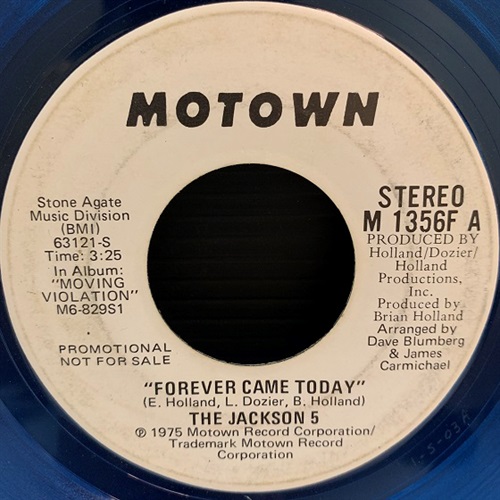 MOTOWN
Stone Agate
Music Division
(BMI)
63121-S
Time: 3:25
In Album:
"MOVING
VIOLATION"
M6-829S1
PROMOTIONAL
NOT FOR SALE
STEREO
M 1356F A
PRODUCED BY
Holland/Dozier/
Holland
Productions,
Inc.
Produced by
Brian Holland
Arranged by
Dave Blumberg
& James
Carmichael
"FOREVER CAME TODAY"
(E. Holland, L. Dozier, B. Holland)
THE JACKSON 5
℗ 1975 Motown Record Corporation/
Trademark Motown Record
Corporation